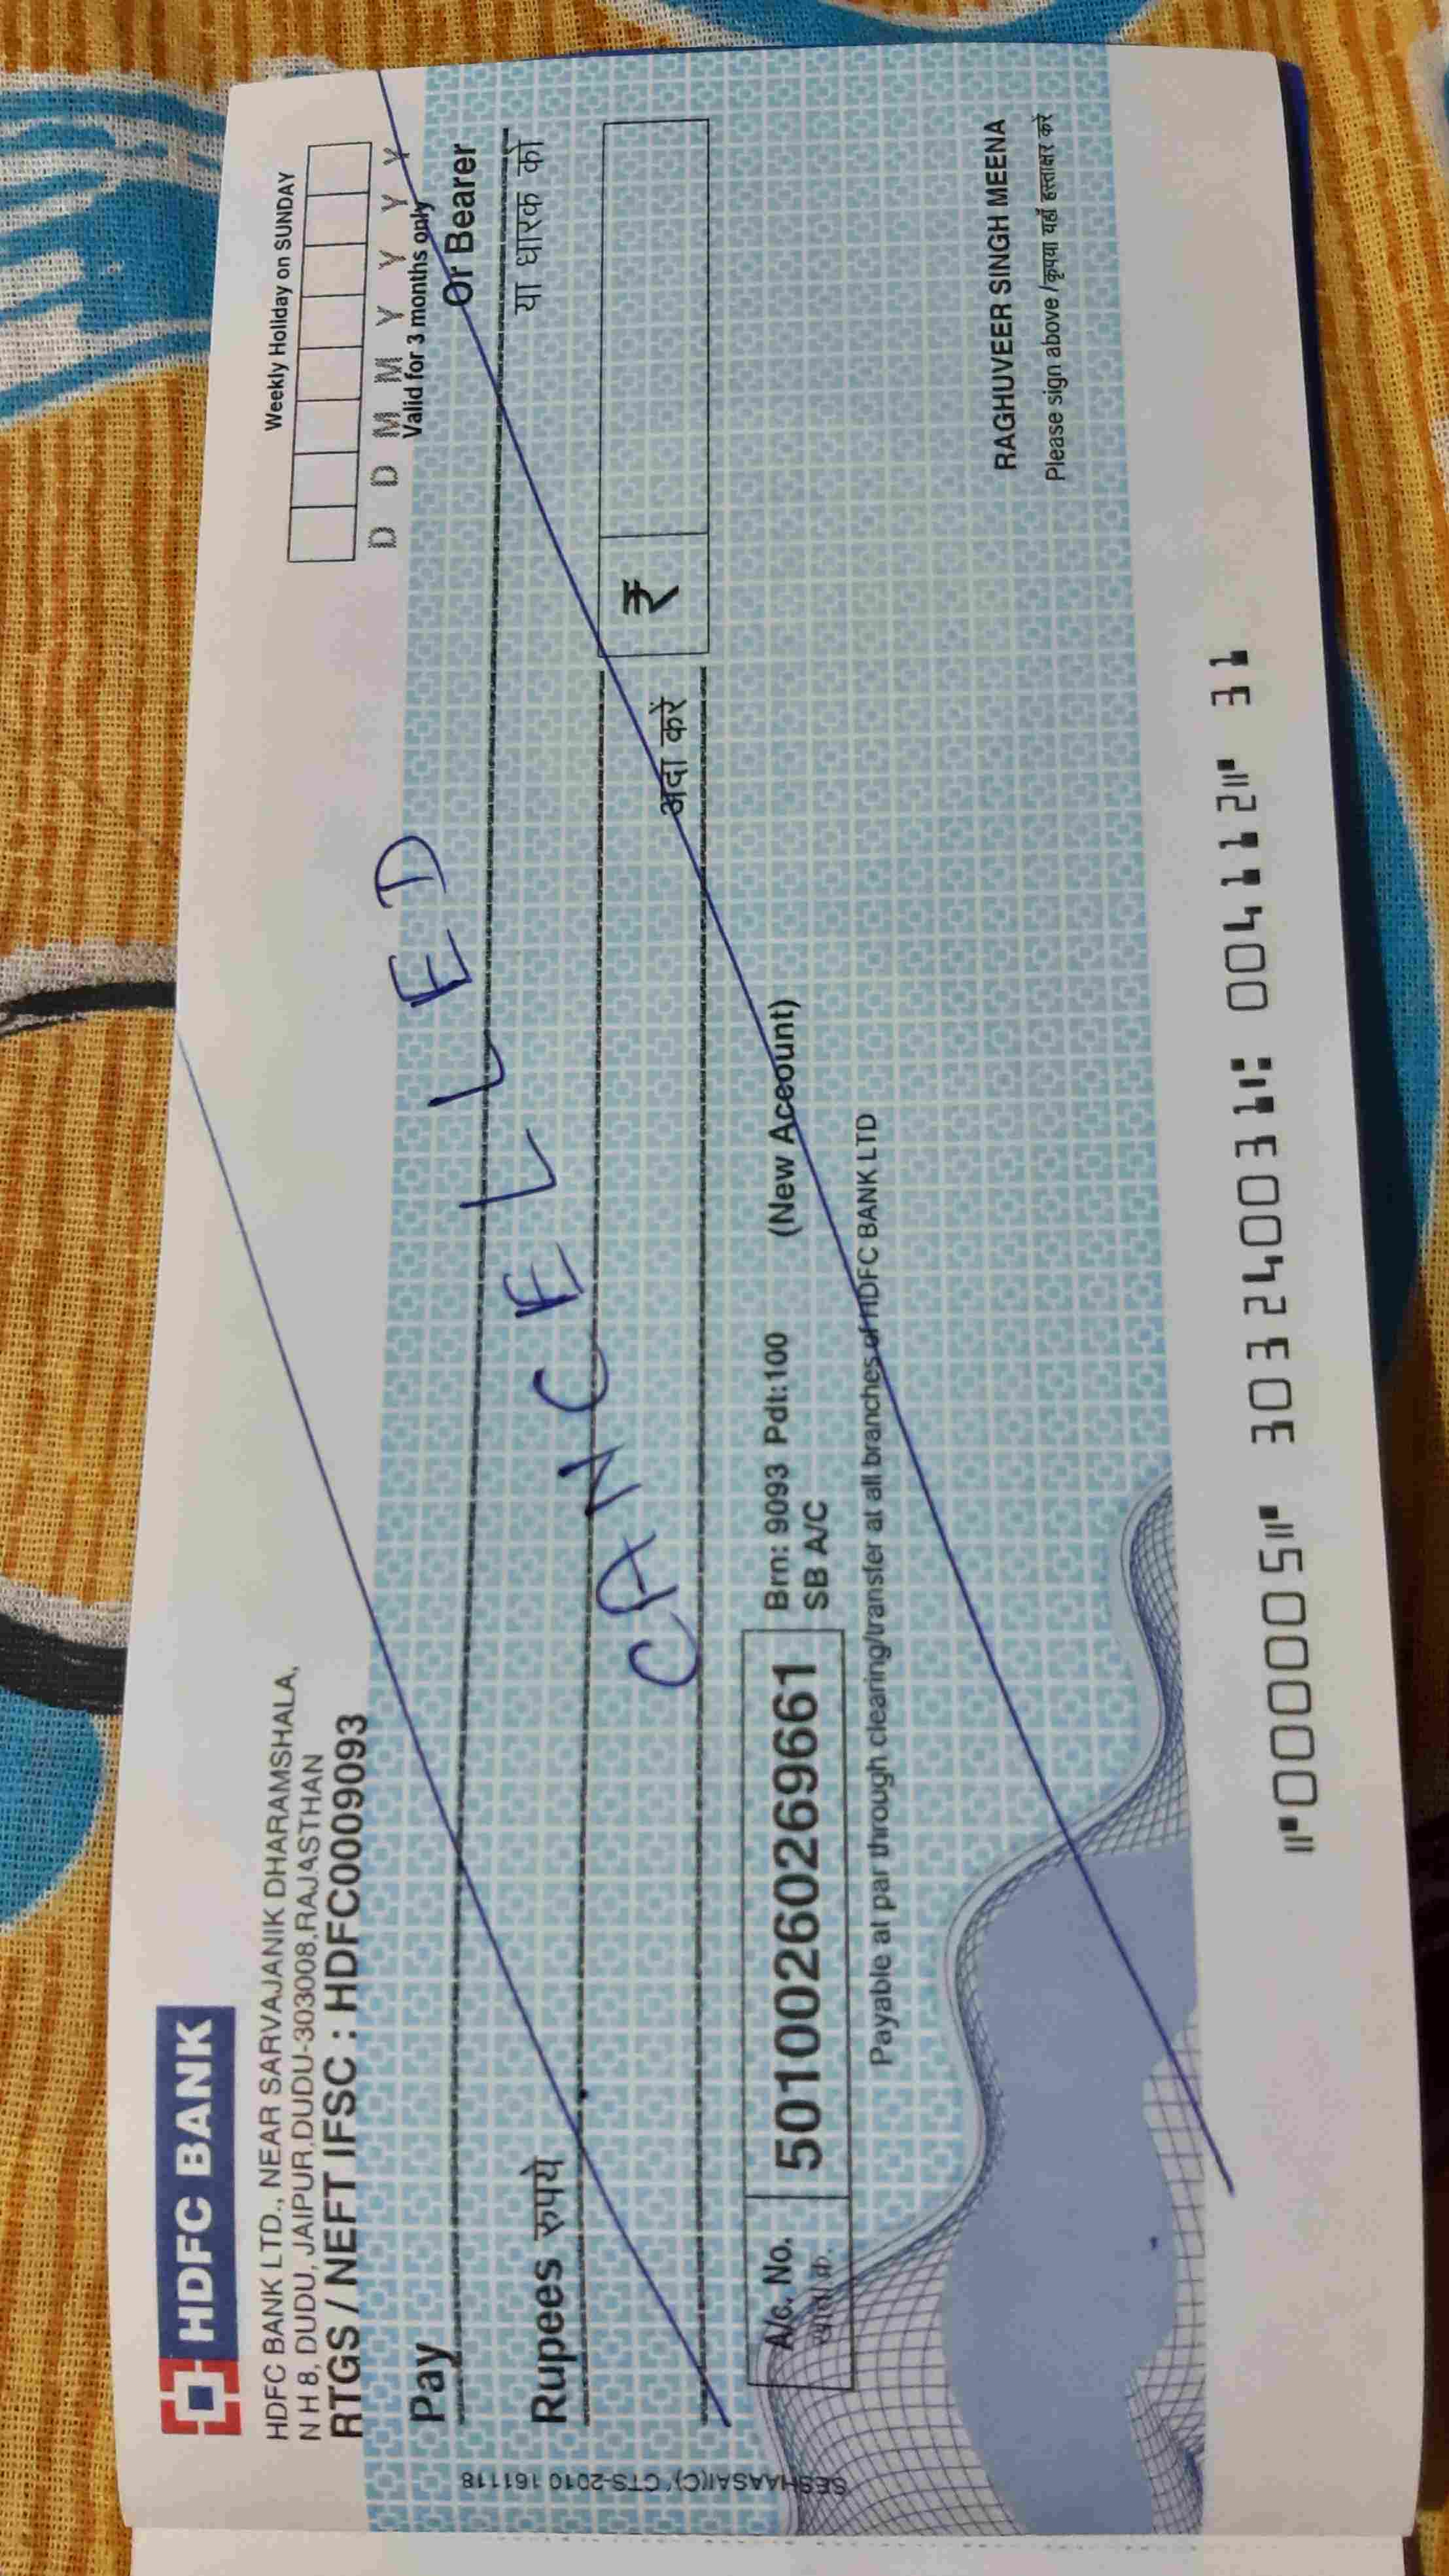 HDFC BANK
Weekly Holiday on SUNDAY
HDFC BANK LTD., NEAR SARVAJANIK DHARAMSHALA,
N H 8, DUDU, JAIPUR,DUDU-303008,RAJASTHAN
RTGS / NEFT IFSC : HDFC0009093
D D M M Y Y Y Y
Valid for 3 months only
Pay
Or Bearer
या धारक को
CANCELLED
Rupees रुपये
अदा करें
₹
A/c. No.
खाता क्र.
50100260269661
Brn: 9093 Pdt:100
(New Account)
SB A/C
Payable at par through clearing/transfer at all branches of HDFC BANK LTD
RAGHUVEER SINGH MEENA
Please sign above /कृपया यहाँ हस्ताक्षर करें
SESHAASAI(C), CTS-2010 161118
⑈000005⑈ 303240031⑆ 004112⑈ 31